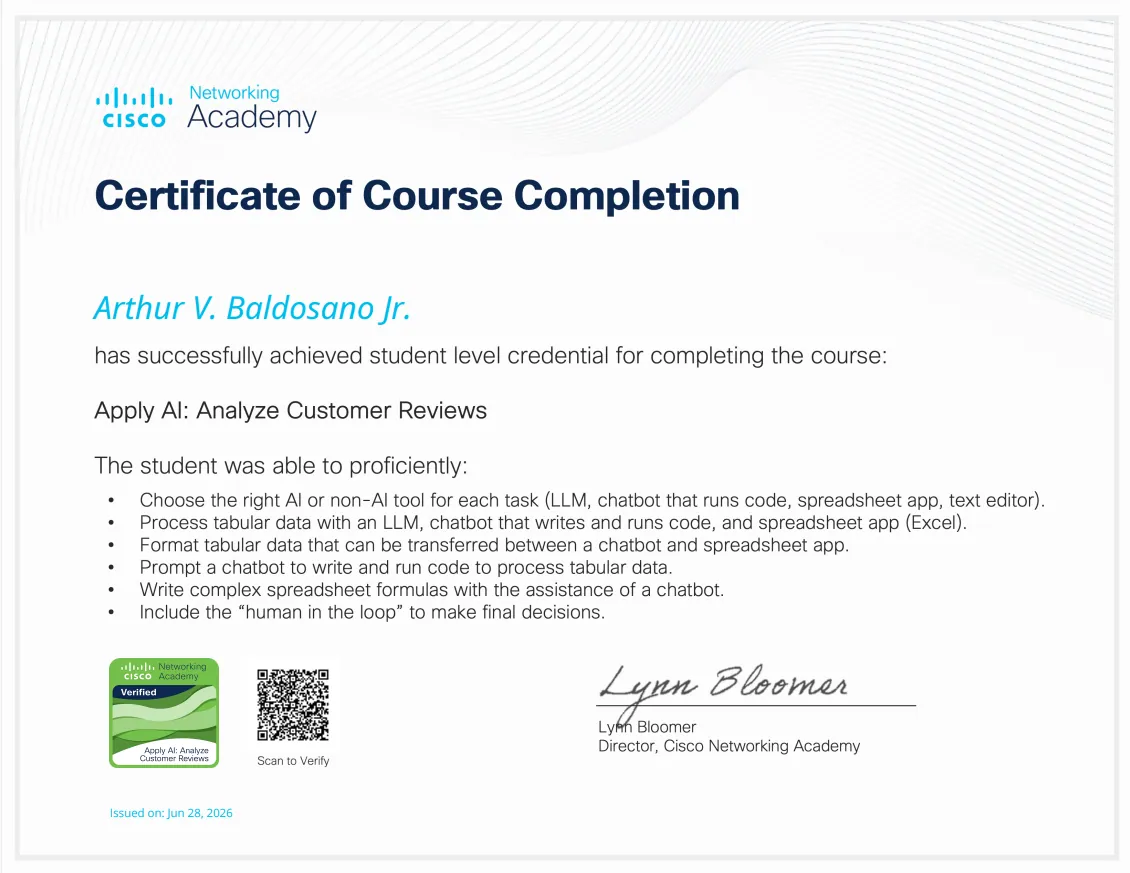 Networking
Academy
CISCO
Certificate of Course Completion
Arthur V. Baldosano Jr.
has successfully achieved student level credential for completing the course:
Apply AI: Analyze Customer Reviews
The student was able to proficiently:
• Choose the right AI or non-AI tool for each task (LLM, chatbot that runs code, spreadsheet app, text editor).
• Process tabular data with an LLM, chatbot that writes and runs code, and spreadsheet app (Excel).
• Format tabular data that can be transferred between a chatbot and spreadsheet app.
• Prompt a chatbot to write and run code to process tabular data.
• Write complex spreadsheet formulas with the assistance of a chatbot.
• Include the “human in the loop” to make final decisions.
Networking
CISCO Academy
Verified
Apply AI: Analyze
Customer Reviews
Scan to Verify
Lynn Bloomer
Lynn Bloomer
Director, Cisco Networking Academy
Issued on: Jun 28, 2026